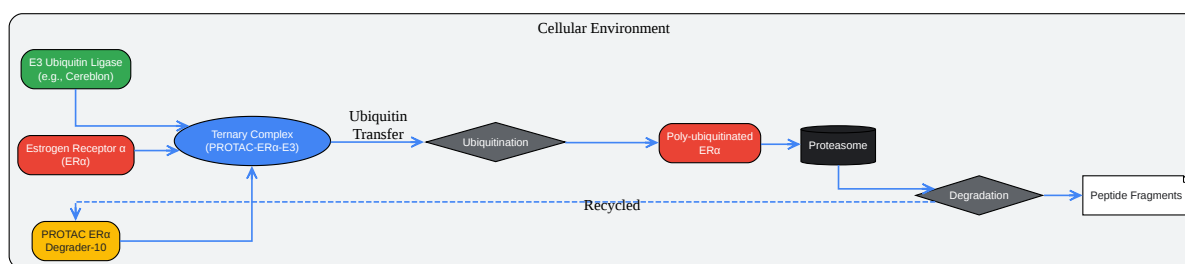 Cellular Environment
E3 Ubiquitin Ligase
(e.g., Cereblon)
Estrogen Receptor α
(ERα)
PROTAC ERα
Degrader-10
Ternary Complex
(PROTAC-ERα-E3)
Ubiquitin
Transfer
Ubiquitination
Poly-ubiquitinated
ERα
Proteasome
Degradation
Recycled
Peptide Fragments